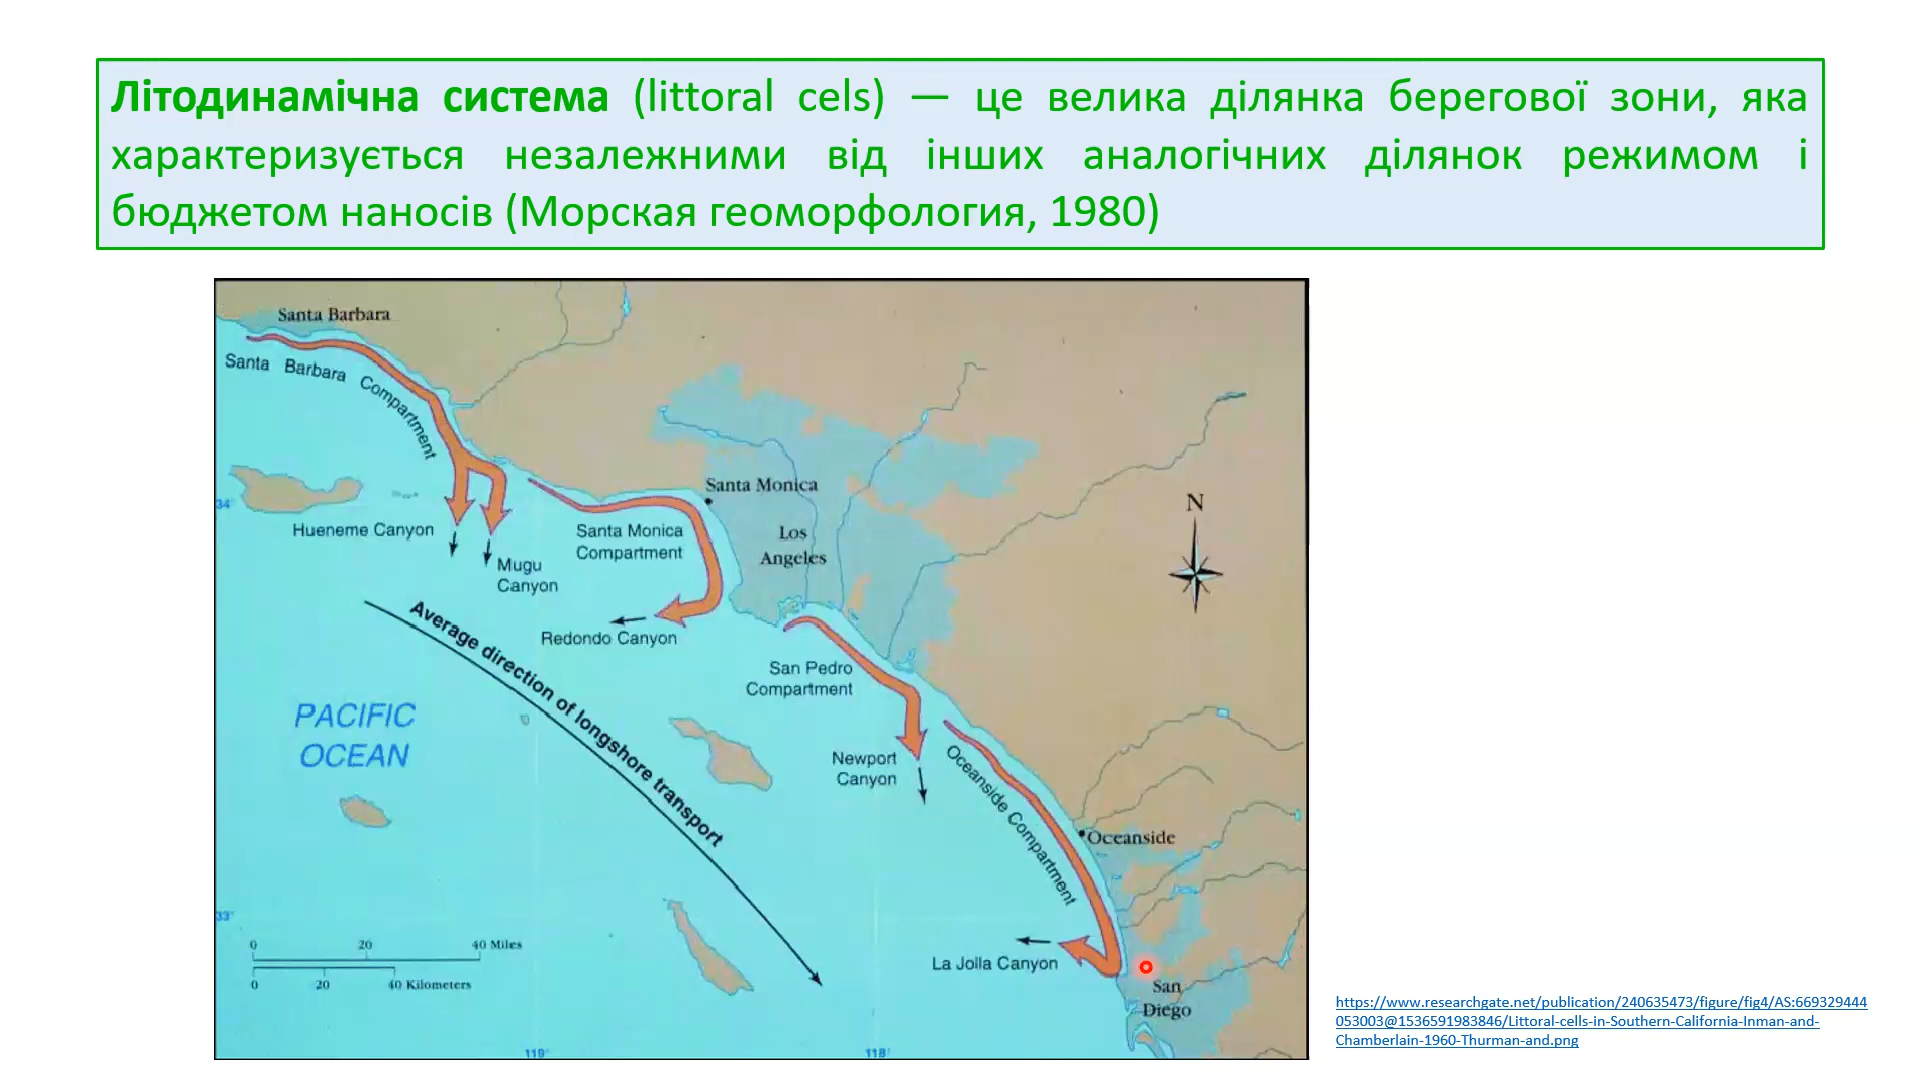 Літодинамічна система (littoral cels) — це велика ділянка берегової зони, яка
характеризується незалежними від інших аналогічних ділянок режимом і
бюджетом наносів (Морская геоморфология, 1980)
Santa Barbara
Santa Barbara Compartment
34°
Hueneme Canyon
Mugu
Canyon
Santa Monica
Compartment
Santa Monica
Los
Angeles
N
Redondo Canyon
Average direction of longshore transport
San Pedro
Compartment
PACIFIC
OCEAN
Newport
Canyon
Oceanside Compartment
Oceanside
33°
0 20 40 Miles
0 20 40 Kilometers
La Jolla Canyon
San
Diego
119°
118°
https://www.researchgate.net/publication/240635473/figure/fig4/AS:669329444
053003@1536591983846/Littoral-cells-in-Southern-California-Inman-and-
Chamberlain-1960-Thurman-and.png